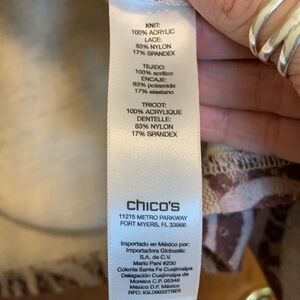 KNIT:
100% ACRYLIC
LACE:
83% NYLON
17% SPANDEX
TEJIDO:
100% acrílico
ENCAJE:
83% poliamida
17% elastano
TRICOT:
100% ACRYLIQUE
DENTELLE:
83% NYLON
17% SPANDEX
chico's
11215 METRO PARKWAY
FORT MYERS, FL 33966
Importado en México por:
Importadora Globastic
S.A. de C.V.
Mario Pani #200
Colonia Santa Fe Cuajimalpa
Delegación Cuajimalpa de
Morelos C.P. 05348
México D.F. México
RFC: